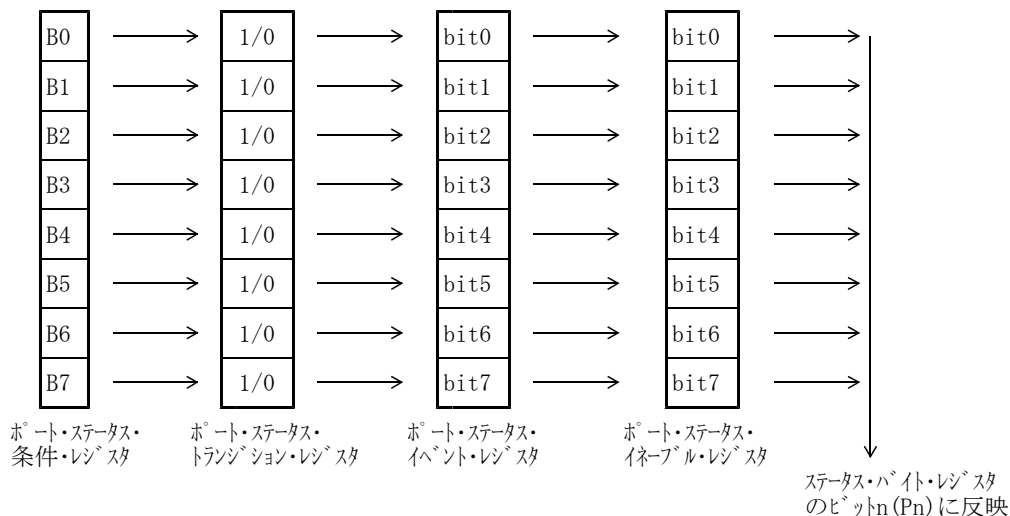 B0 1/0 bit0 bit0
B1 1/0 bit1 bit1
B2 1/0 bit2 bit2
B3 1/0 bit3 bit3
B4 1/0 bit4 bit4
B5 1/0 bit5 bit5
B6 1/0 bit6 bit6
B7 1/0 bit7 bit7
ﾎﾟｰﾄ･ｽﾃｰﾀｽ･
条件･ﾚｼﾞｽﾀ
ﾎﾟｰﾄ･ｽﾃｰﾀｽ･
ﾄﾗﾝｼﾞｼｮﾝ･ﾚｼﾞｽﾀ
ﾎﾟｰﾄ･ｽﾃｰﾀｽ･
ｲﾍﾞﾝﾄ･ﾚｼﾞｽﾀ
ﾎﾟｰﾄ･ｽﾃｰﾀｽ･
ｲﾈｰﾌﾞﾙ･ﾚｼﾞｽﾀ
ｽﾃｰﾀｽ･ﾊﾞｲﾄ･ﾚｼﾞｽﾀ
のﾋﾞｯﾄn(Pn)に反映